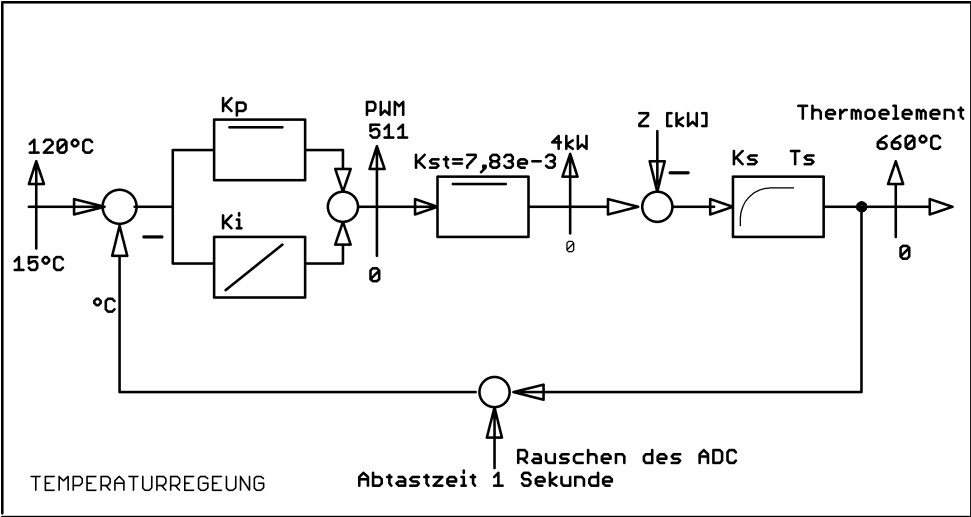 Kp
PWM
511
Z [kW]
Thermoelement
660°C
120°C
4kW
Kst=7,83e-3
Ks Ts
Ki
15°C
0
0
0
°C
Rauschen des ADC
Abtastzeit 1 Sekunde
TEMPERATURREGEUNG